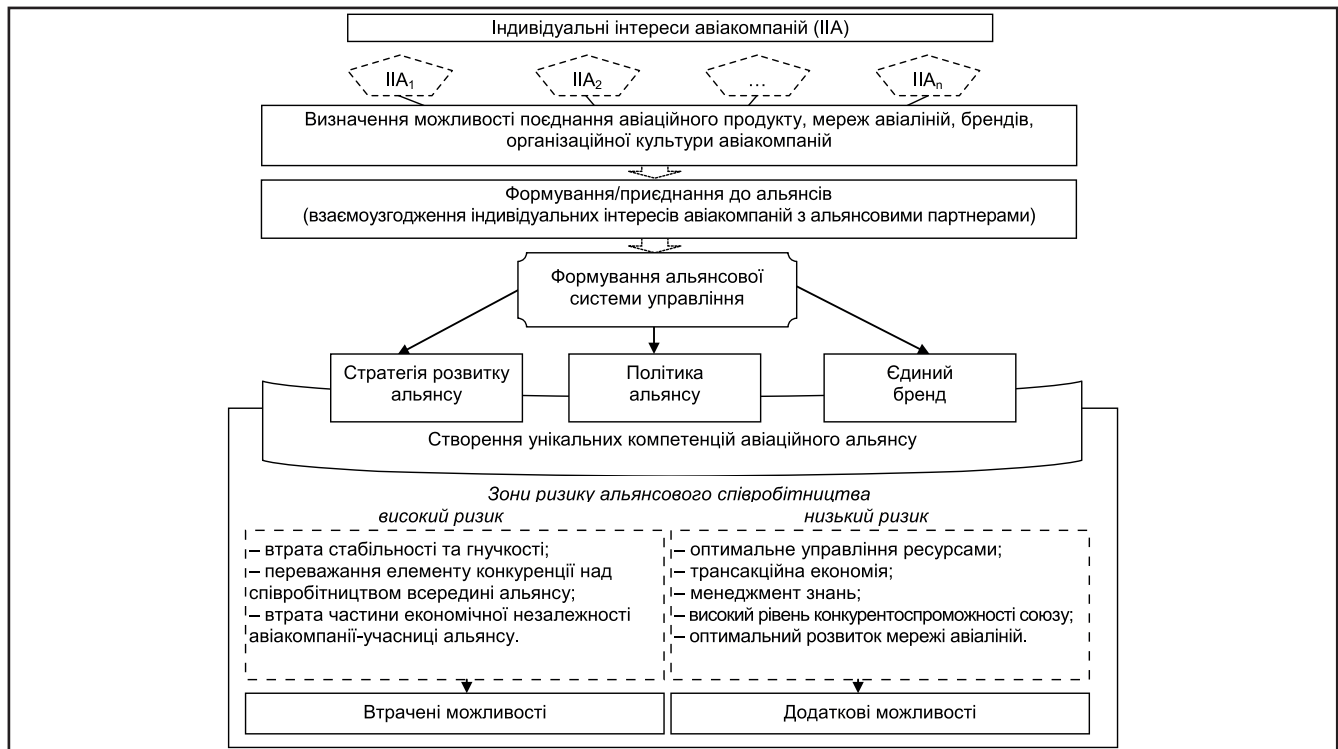 Індивідуальні інтереси авіакомпаній (ІІА)
ІІА1
ІІА2
…
ІІАn
Визначення можливості поєднання авіаційного продукту, мереж авіаліній, брендів,
організаційної культури авіакомпаній
Формування/приєднання до альянсів
(взаємоузгодження індивідуальних інтересів авіакомпаній з альянсовими партнерами)
Формування альянсової
системи управління
Стратегія розвитку
альянсу
Політика
альянсу
Єдиний
бренд
Створення унікальних компетенцій авіаційного альянсу
Зони ризику альянсового співробітництва
високий ризик
– втрата стабільності та гнучкості;
– переважання елементу конкуренції над
співробітництвом всередині альянсу;
– втрата частини економічної незалежності
авіакомпанії-учасниці альянсу.
низький ризик
– оптимальне управління ресурсами;
– трансакційна економія;
– менеджмент знань;
– високий рівень конкурентоспроможності союзу;
– оптимальний розвиток мережі авіаліній.
Втрачені можливості
Додаткові можливості